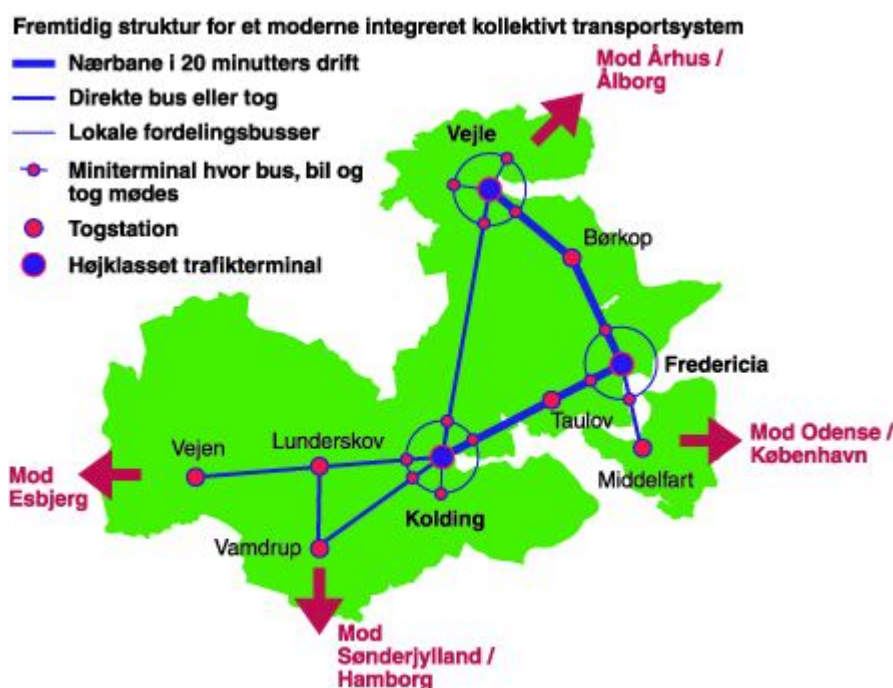 Fremtidig struktur for et moderne integreret kollektivt transportsystem
Nærbane i 20 minutters drift
Direkte bus eller tog
Lokale fordelingsbusser
Miniterminal hvor bus, bil og
tog mødes
Togstation
Højklasset trafikterminal
Mod Århus /
Ålborg
Vejle
Børkop
Fredericia
Taulov
Mod Odense /
København
Middelfart
Lunderskov
Vejen
Mod
Esbjerg
Kolding
Vamdrup
Mod
Sønderjylland /
Hamborg